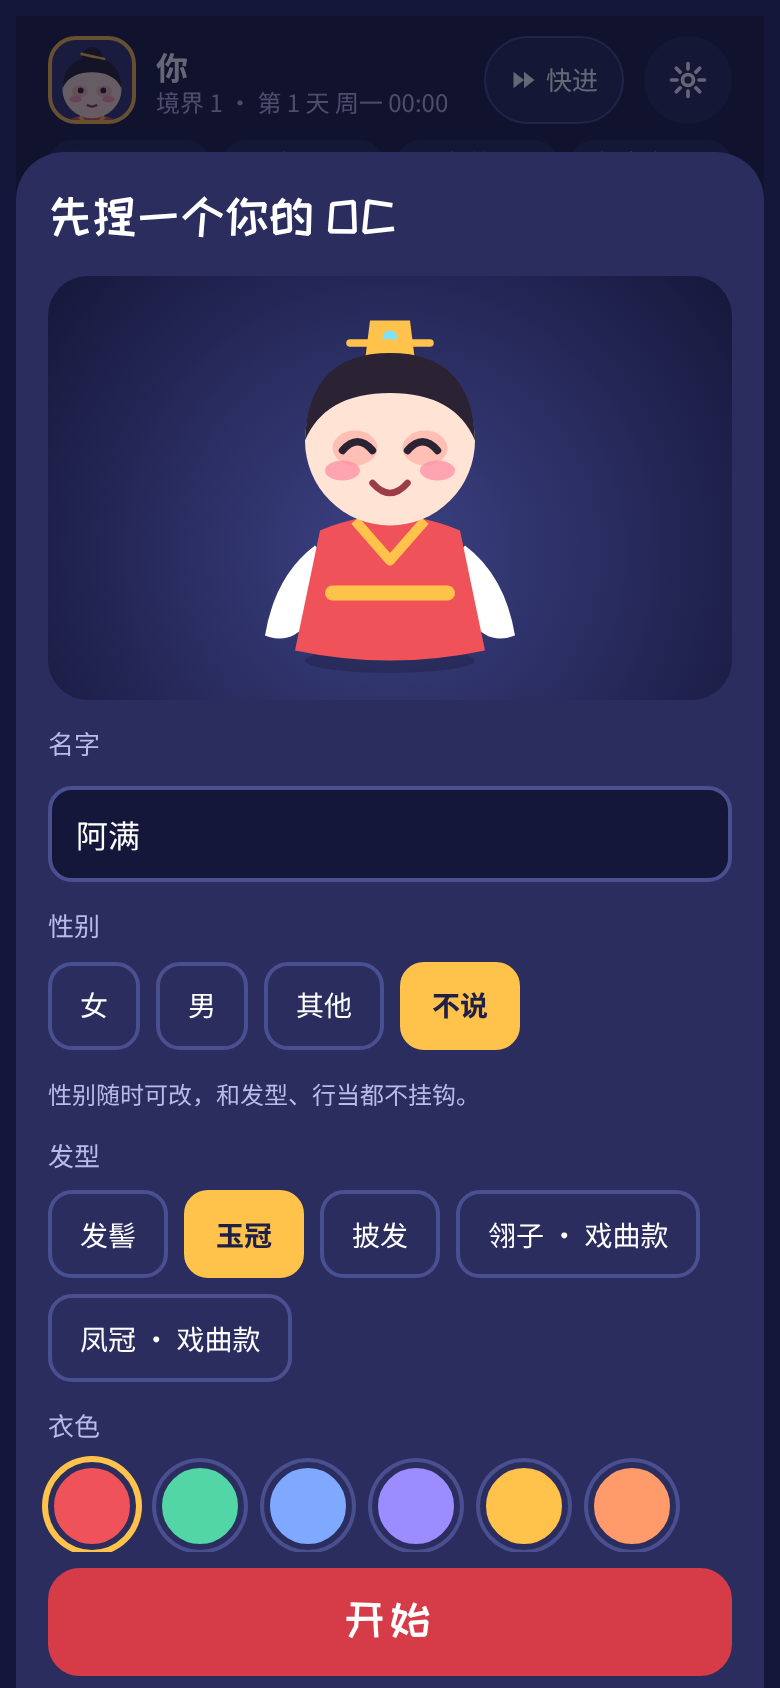 你
境界 1 · 第 1 天 周一 00:00
快进
先捏一个你的 OC
名字
阿满
性别
女
男
其他
不说
性别随时可改，和发型、行当都不挂钩。
发型
发髻
玉冠
披发
翎子 · 戏曲款
凤冠 · 戏曲款
衣色
开始